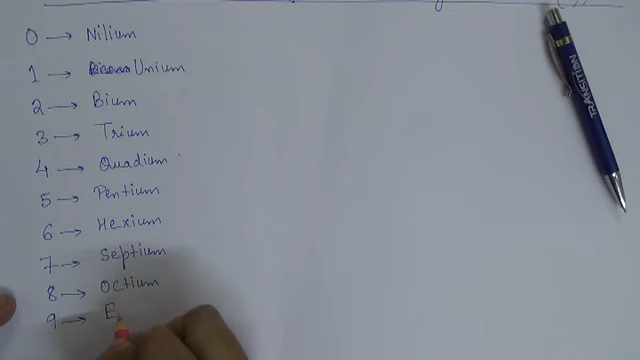 0 → Nilium
1 → Unium
2 → Bium
3 → Trium
4 → Quadium
5 → Pentium
6 → Hexium
7 → Septium
8 → Octium
9 → E
TRANSITION